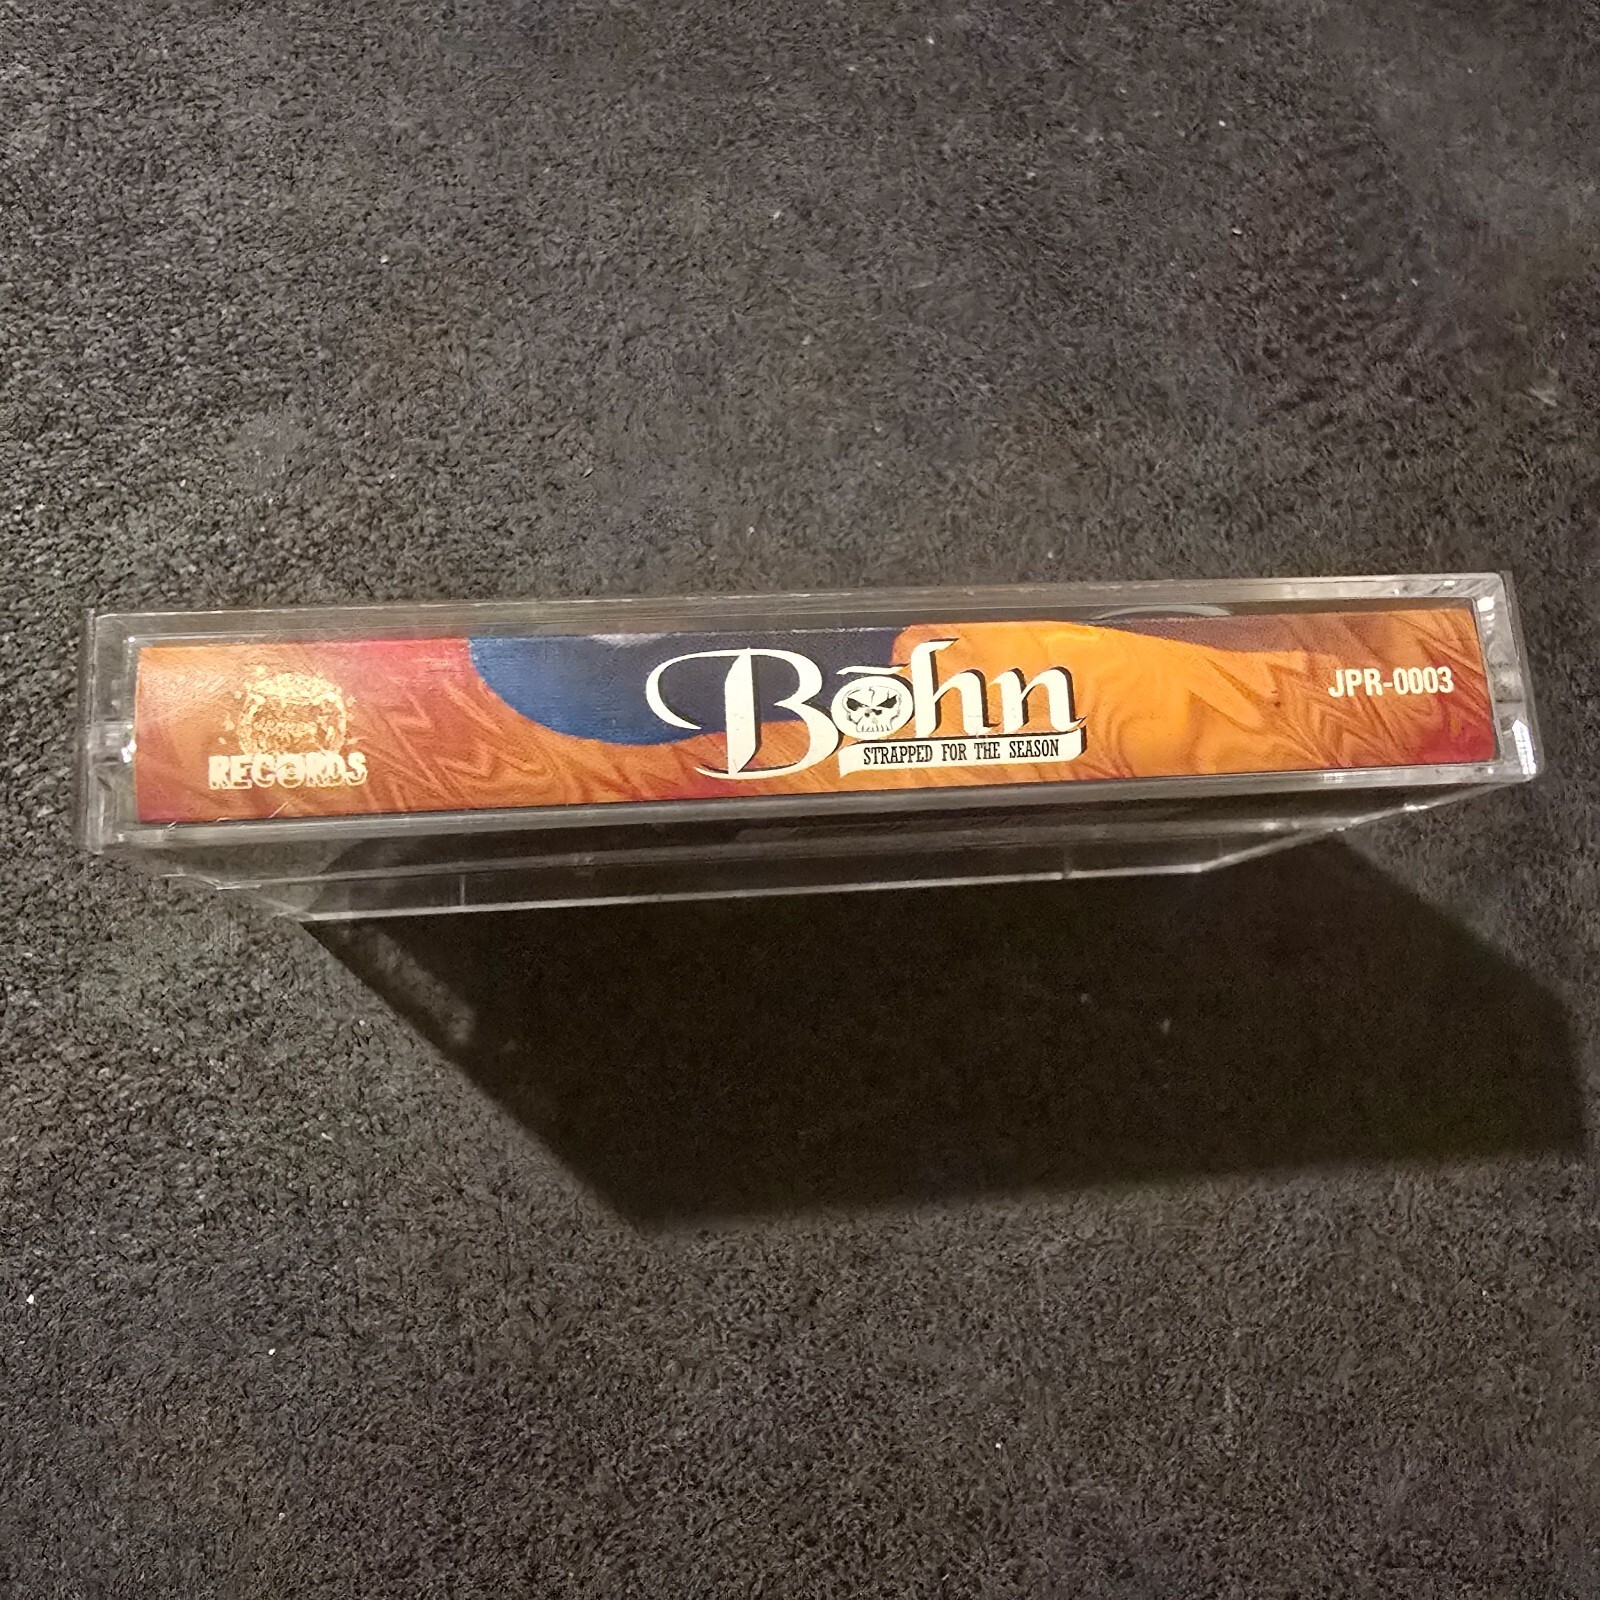 RECORDS
Bōhn
STRAPPED FOR THE SEASON
JPR-0003